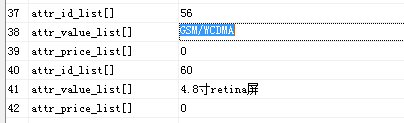 37 attr_id_list[] 56
38 attr_value_list[] GSM/WCDMA
39 attr_price_list[] 0
40 attr_id_list[] 60
41 attr_value_list[] 4.8寸retina屏
42 attr_price_list[] 0